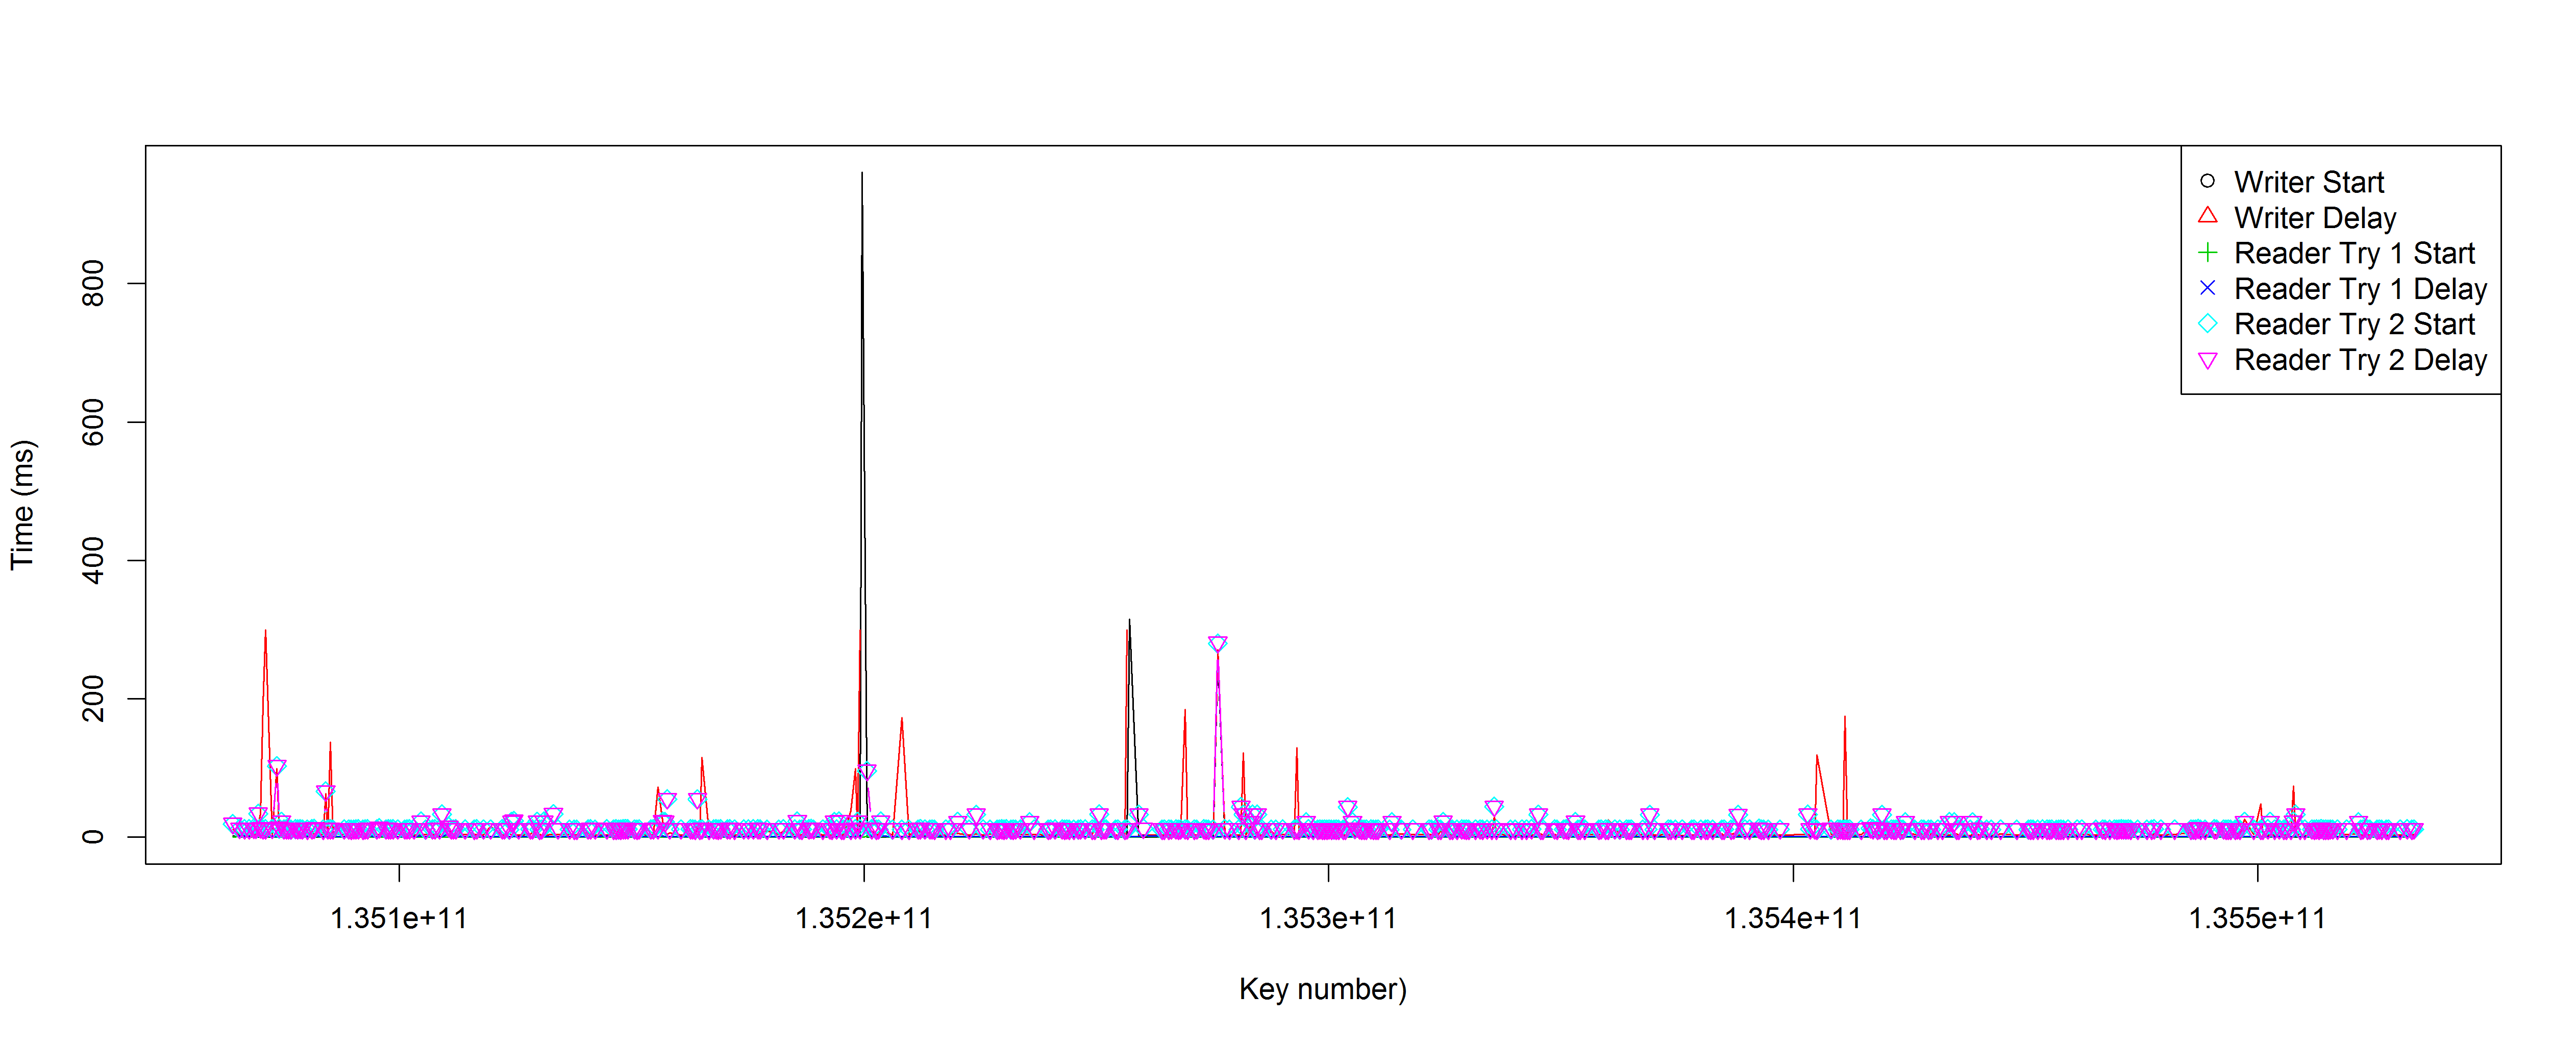 Writer Start
Writer Delay
Reader Try 1 Start
Reader Try 1 Delay
Reader Try 2 Start
Reader Try 2 Delay
Time (ms)
800
600
400
200
0
1.351e+11 1.352e+11 1.353e+11 1.354e+11 1.355e+11
Key number)